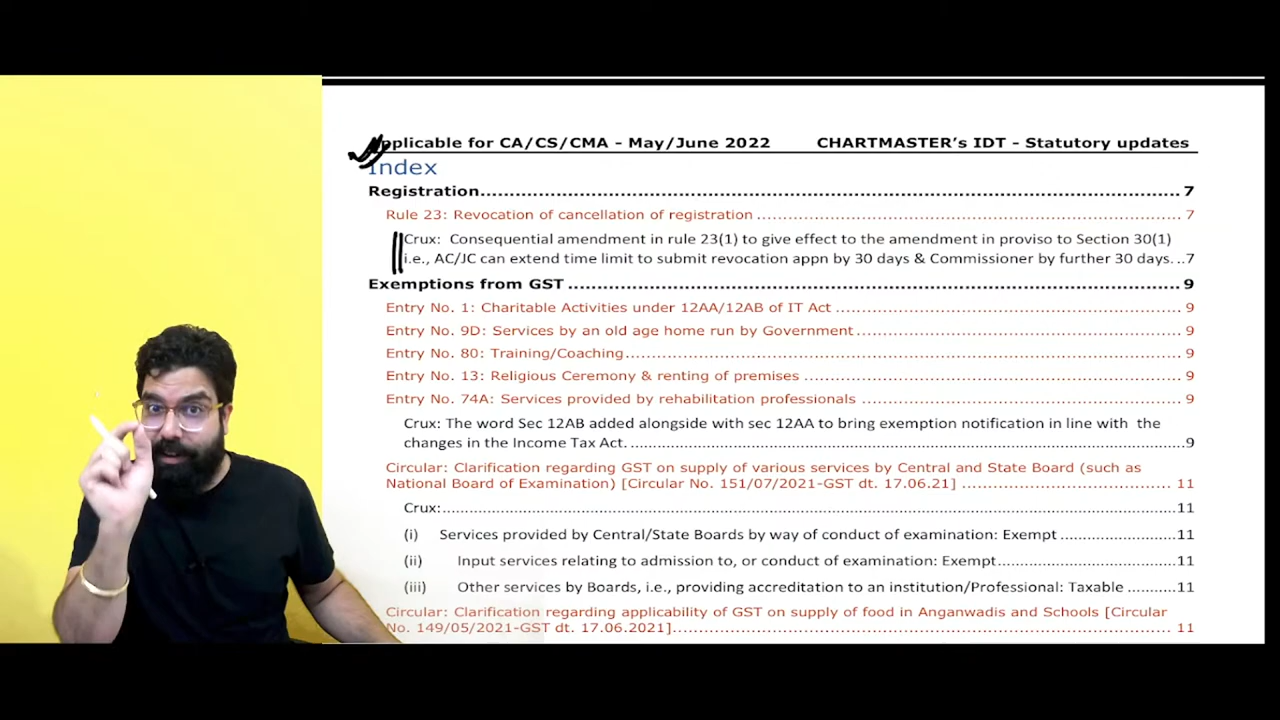 Applicable for CA/CS/CMA - May/June 2022 CHARTMASTER's IDT - Statutory updates
Index
Registration 7
Rule 23: Revocation of cancellation of registration 7
Crux: Consequential amendment in rule 23(1) to give effect to the amendment in proviso to Section 30(1)
i.e., AC/JC can extend time limit to submit revocation appn by 30 days & Commissioner by further 30 days. ..7
Exemptions from GST 9
Entry No. 1: Charitable Activities under 12AA/12AB of IT Act 9
Entry No. 9D: Services by an old age home run by Government 9
Entry No. 80: Training/Coaching 9
Entry No. 13: Religious Ceremony & renting of premises 9
Entry No. 74A: Services provided by rehabilitation professionals 9
Crux: The word Sec 12AB added alongside with sec 12AA to bring exemption notification in line with the
changes in the Income Tax Act. 9
Circular: Clarification regarding GST on supply of various services by Central and State Board (such as
National Board of Examination) [Circular No. 151/07/2021-GST dt. 17.06.21] 11
Crux: 11
(i) Services provided by Central/State Boards by way of conduct of examination: Exempt 11
(ii) Input services relating to admission to, or conduct of examination: Exempt 11
(iii) Other services by Boards, i.e., providing accreditation to an institution/Professional: Taxable 11
Circular: Clarification regarding applicability of GST on supply of food in Anganwadis and Schools [Circular
No. 149/05/2021-GST dt. 17.06.2021] 11